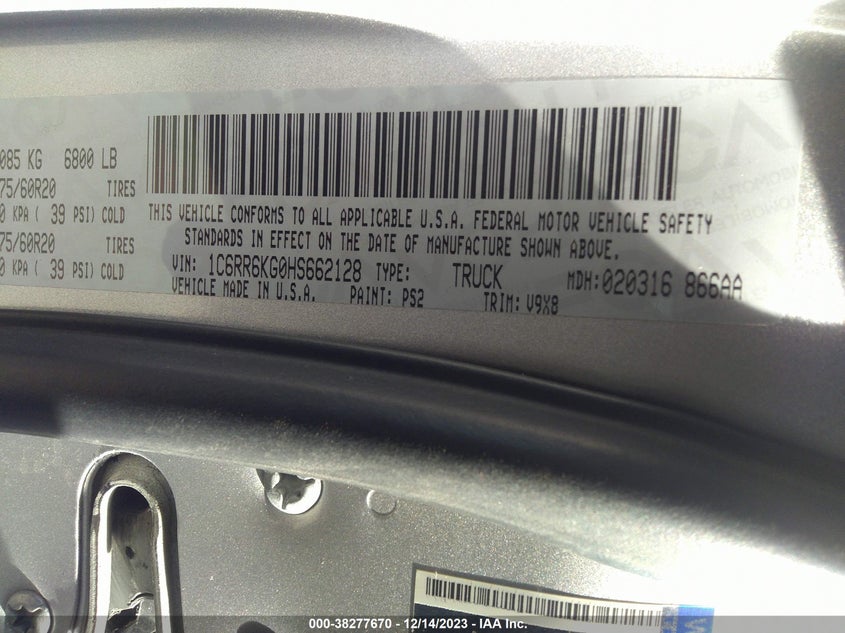 085 KG 6800 LB
75/60R20 TIRES
0 KPA ( 39 PSI) COLD
75/60R20 TIRES
0 KPA ( 39 PSI) COLD
THIS VEHICLE CONFORMS TO ALL APPLICABLE U.S.A. FEDERAL MOTOR VEHICLE SAFETY
STANDARDS IN EFFECT ON THE DATE OF MANUFACTURE SHOWN ABOVE.
VIN: 1C6RR6KG0HS662128 TYPE: TRUCK MDH:020316 866AA
VEHICLE MADE IN U.S.A. PAINT: PS2 TRIM: V9X8
000-38277670 - 12/14/2023 - IAA Inc.